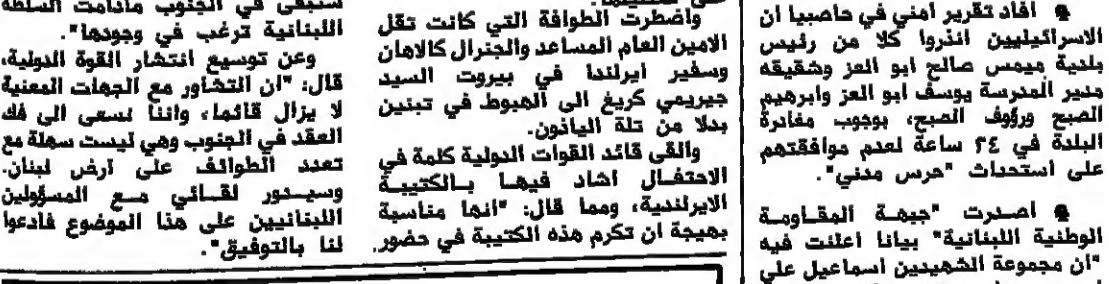 ● افاد تقرير امني في حاصبيا ان
الاسرائيليين انذروا كلا من رئيس
بلدية ميمس صالح ابو العز وشقيقه
مدير المدرسة يوسف ابو العز وابرهيم
الصبح ورؤوف الصبح، بوجوب مغادرة
البلدة في ٢٤ ساعة لعدم موافقتهم
على استحداث "حرس مدني".
● اصدرت "جبهة المقاومة
الوطنية اللبنانية" بيانا اعلنت فيه
"ان مجموعة الشهيدين اسماعيل علي
واضطرت الطوافة التي كانت تقل
الامين العام المساعد والجنرال كالاهان
وسفير ايرلندا في بيروت السيد
جيريمي كريغ الى الهبوط في تبنين
بدلا من تلة الياذون.
والقى قائد القوات الدولية كلمة في
الاحتفال اشاد فيها بالكتيبة
الايرلندية، ومما قال: "انها مناسبة
بهيجة ان تكرم هذه الكتيبة في حضور
ستبقى في الجنوب مادامت السلطة
اللبنانية ترغب في وجودها".
وعن توسيع انتشار القوة الدولية،
قال: "ان التشاور مع الجهات المعنية
لا يزال قائما، واننا نسعى الى فك
العقد في الجنوب وهي ليست سهلة مع
تعدد الطوائف على ارض لبنان.
وسيدور لقائي مع المسؤولين
اللبنانيين على هذا الموضوع فادعوا
لنا بالتوفيق".